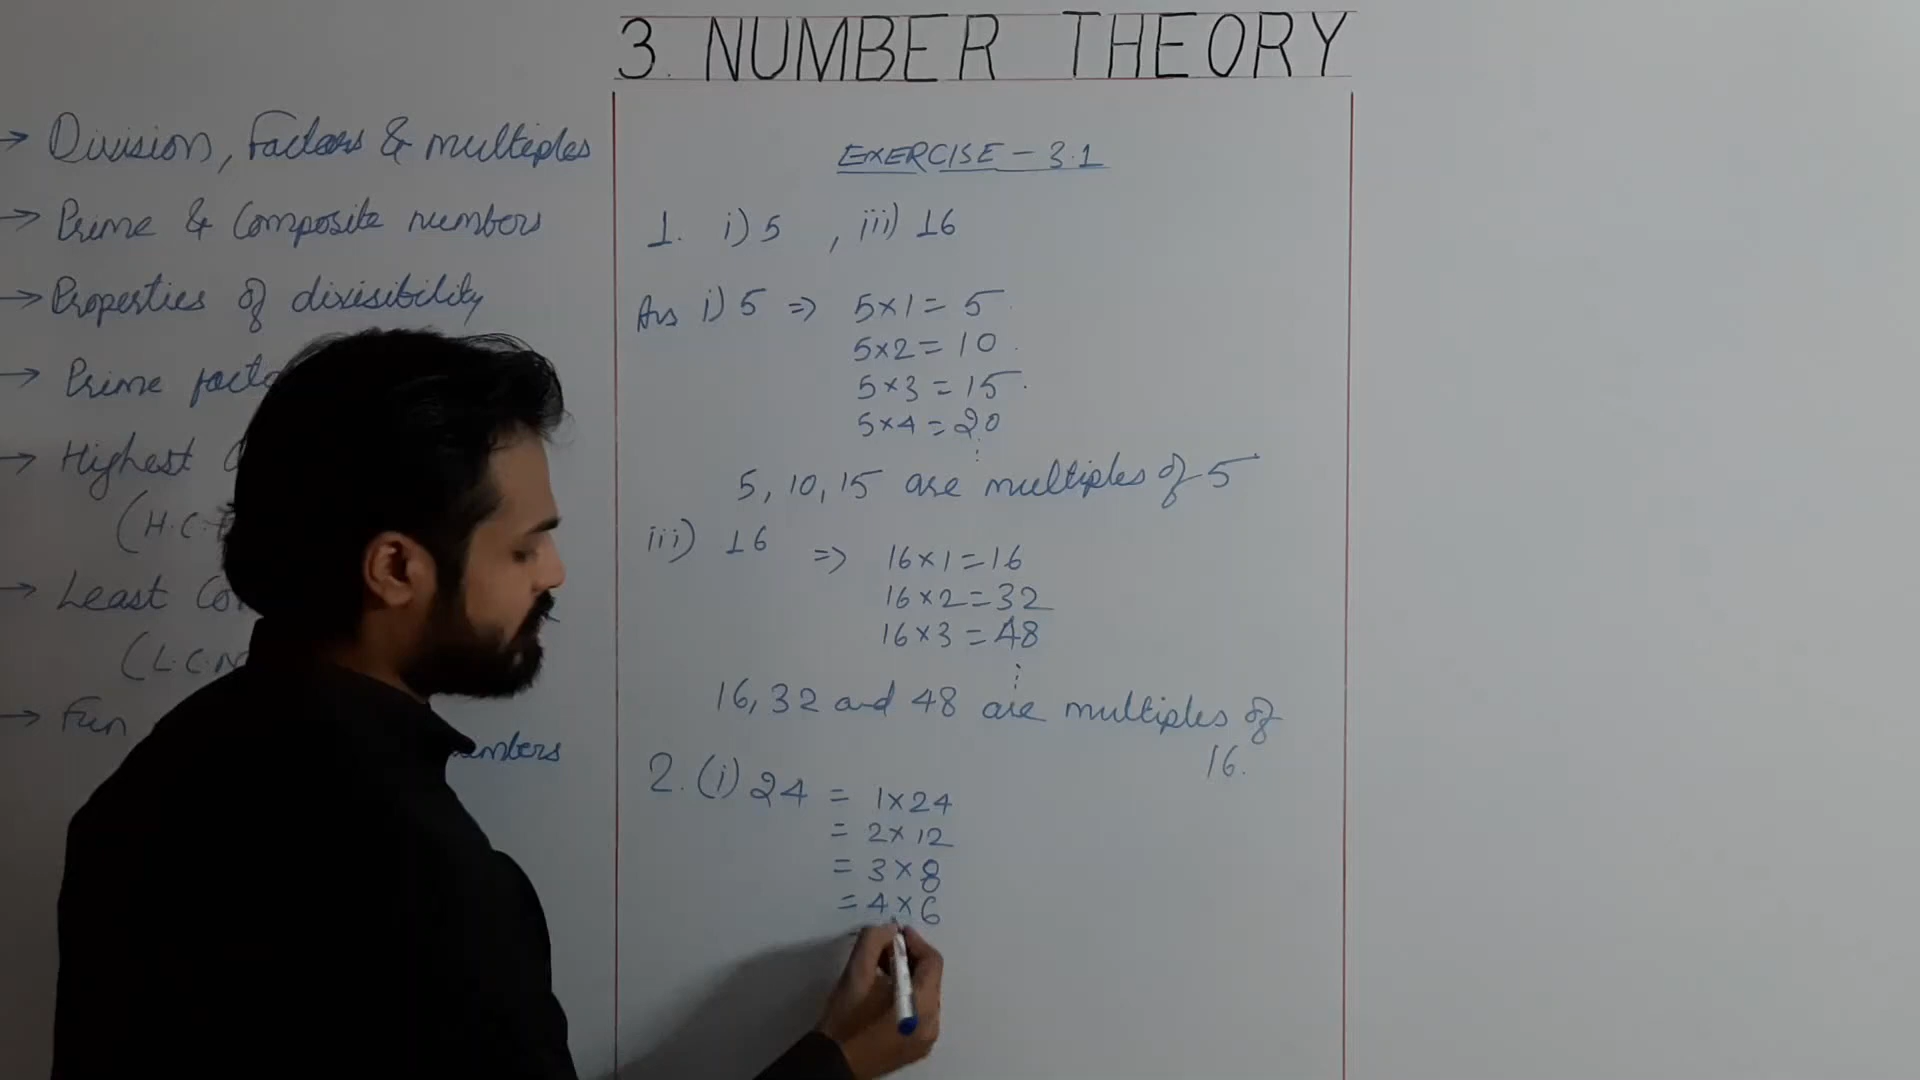 3. NUMBER THEORY
→ Division, Factors & multiples
→ Prime & Composite numbers
→ Properties of divisibility
→ Prime
→ Highest
(H.C.
→ Least
(L.C.
→ Fun
EXERCISE – 3.1
1. i) 5 , iii) 16
Ans i) 5 => 5×1 = 5
5×2 = 10
5×3 = 15
5×4 = 20
5, 10, 15 are multiples of 5
iii) 16 => 16×1=16
16×2=32
16×3=48
16, 32 and 48 are multiples of
16.
2. (i) 24 = 1×24
= 2×12
= 3×8
= 4×6